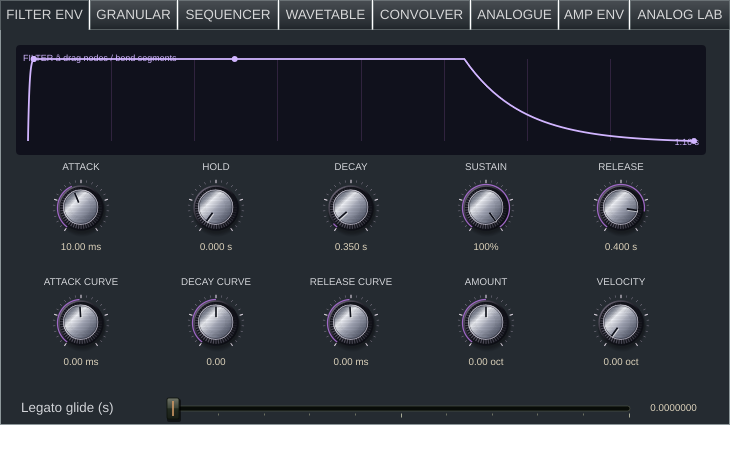 FILTER ENV GRANULAR SEQUENCER WAVETABLE CONVOLVER ANALOGUE AMP ENV ANALOG LAB
FILTER â drag nodes / bend segments
ATTACK HOLD DECAY SUSTAIN RELEASE
10.00 ms 0.000 s 0.350 s 100% 0.400 s
ATTACK CURVE DECAY CURVE RELEASE CURVE AMOUNT VELOCITY
0.00 ms 0.00 0.00 ms 0.00 oct 0.00 oct
Legato glide (s) 0.0000000